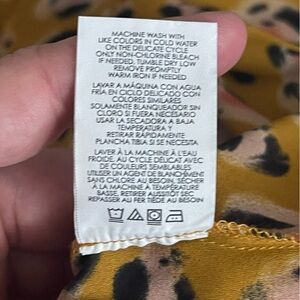 MACHINE WASH WITH
LIKE COLORS IN COLD WATER
ON THE DELICATE CYCLE
ONLY NON-CHLORINE BLEACH
IF NEEDED, TUMBLE DRY LOW
REMOVE PROMPTLY
WARM IRON IF NEEDED
LAVAR A MÁQUINA CON AGUA
FRÍA EN CICLO DELICADO CON
COLORES SIMILARES
SOLAMENTE BLANQUEADOR SIN
CLORO SI FUERA NECESARIO
USAR LA SECADORA A BAJA
TEMPERATURA Y
RETIRAR RÁPIDAMENTE
PLANCHA TIBIA SI SE NECESITA
LAVER À LA MACHINE À L'EAU
FROIDE, AU CYCLE DÉLICAT AVEC
DE COULEURS SEMBLABLES
UTILISER UN AGENT DE BLANCHIMENT
SANS CHLORE AU BESOIN, SÉCHER
À LA MACHINE À TEMPÉRATURE
BASSE, RETIRER AUSSITÔT SEC
REPASSER AU FER TIÈDE AU BESOIN